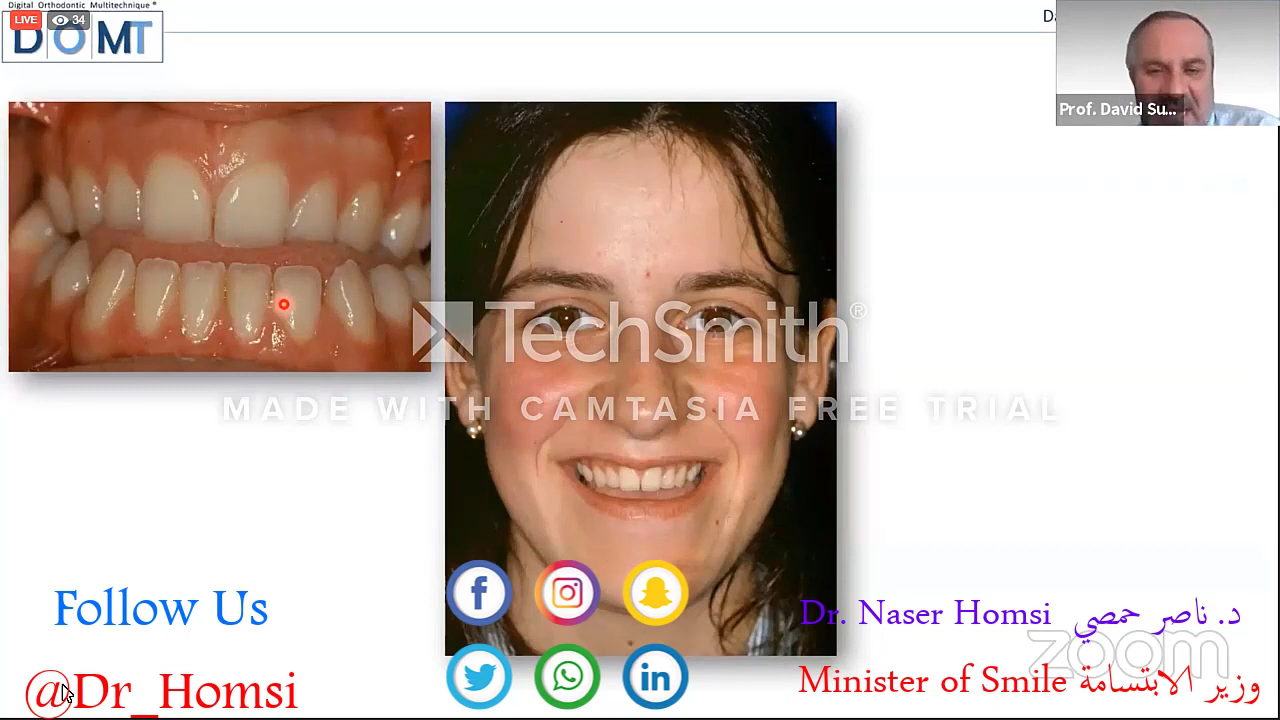 Digital Orthodontic Multitechnique ®
LIVE 34
DOMT
Prof. David Su...
TechSmith®
MADE WITH CAMTASIA FREE TRIAL
Follow Us
Dr. Naser Homsi د. ناصر حمصي
zoom
@Dr_Homsi
Minister of Smile وزير الابتسامة